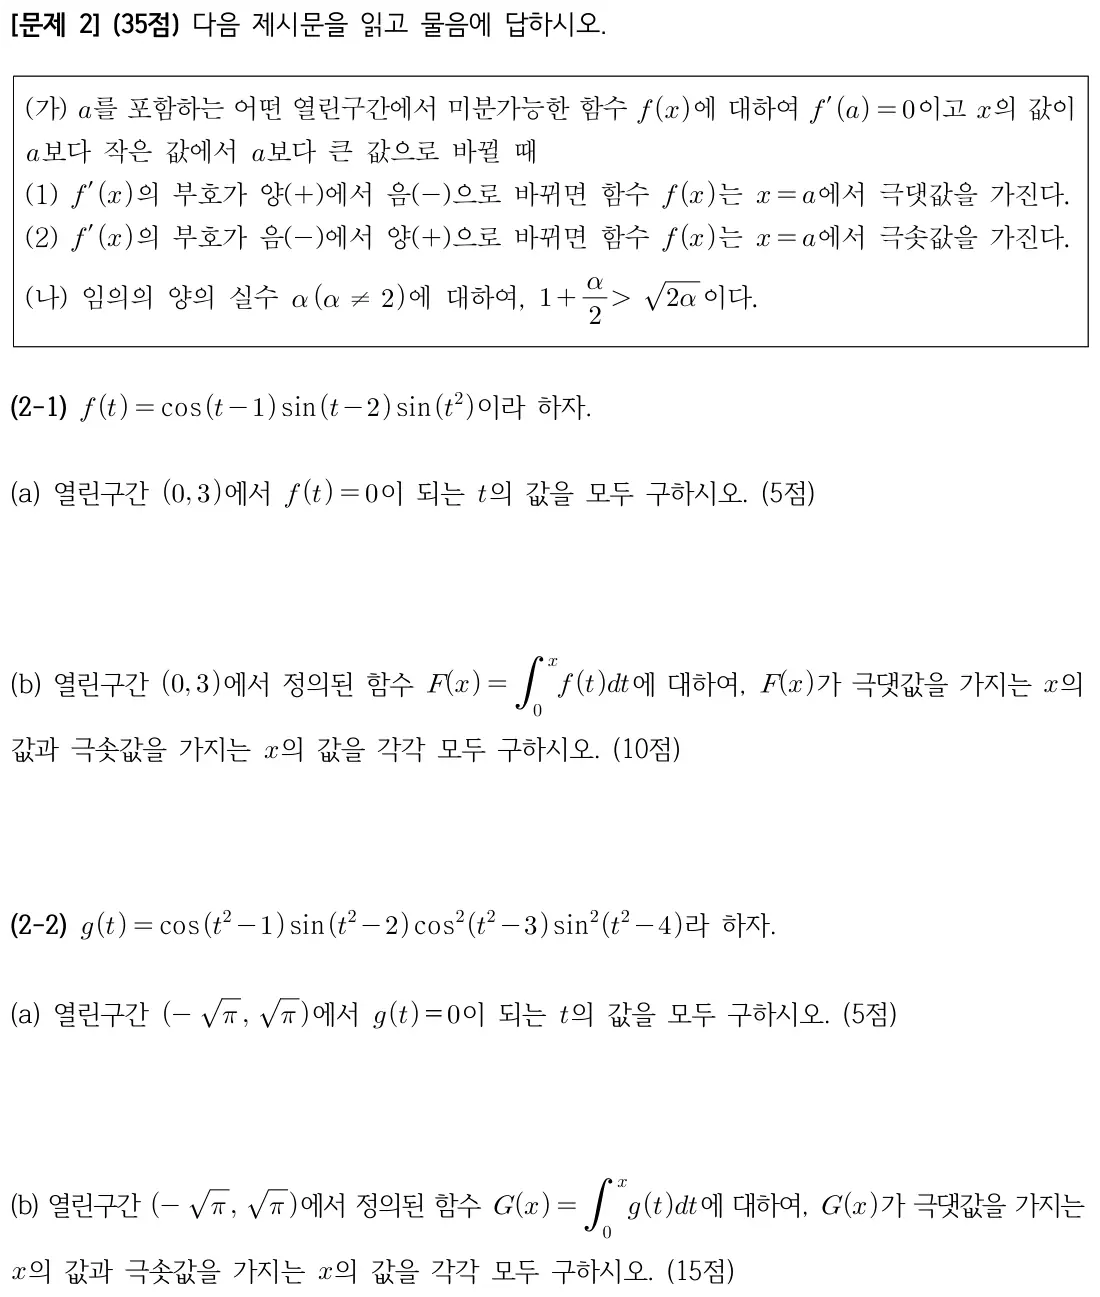 [문제 2] (35점) 다음 제시문을 읽고 물음에 답하시오.
(가) a를 포함하는 어떤 열린구간에서 미분가능한 함수 f(x)에 대하여 f′(a)=0이고 x의 값이
a보다 작은 값에서 a보다 큰 값으로 바뀔 때
(1) f′(x)의 부호가 양(+)에서 음(−)으로 바뀌면 함수 f(x)는 x=a에서 극댓값을 가진다.
(2) f′(x)의 부호가 음(−)에서 양(+)으로 바뀌면 함수 f(x)는 x=a에서 극솟값을 가진다.
(나) 임의의 양의 실수 α(α ≠ 2)에 대하여, 1+α/2 > √(2α)이다.
(2-1) f(t)=cos(t−1)sin(t−2)sin(t²)이라 하자.
(a) 열린구간 (0,3)에서 f(t)=0이 되는 t의 값을 모두 구하시오. (5점)
(b) 열린구간 (0,3)에서 정의된 함수 F(x)=∫₀ˣ f(t)dt에 대하여, F(x)가 극댓값을 가지는 x의
값과 극솟값을 가지는 x의 값을 각각 모두 구하시오. (10점)
(2-2) g(t)=cos(t²−1)sin(t²−2)cos²(t²−3)sin²(t²−4)라 하자.
(a) 열린구간 (−√π, √π)에서 g(t)=0이 되는 t의 값을 모두 구하시오. (5점)
(b) 열린구간 (−√π, √π)에서 정의된 함수 G(x)=∫₀ˣ g(t)dt에 대하여, G(x)가 극댓값을 가지는
x의 값과 극솟값을 가지는 x의 값을 각각 모두 구하시오. (15점)